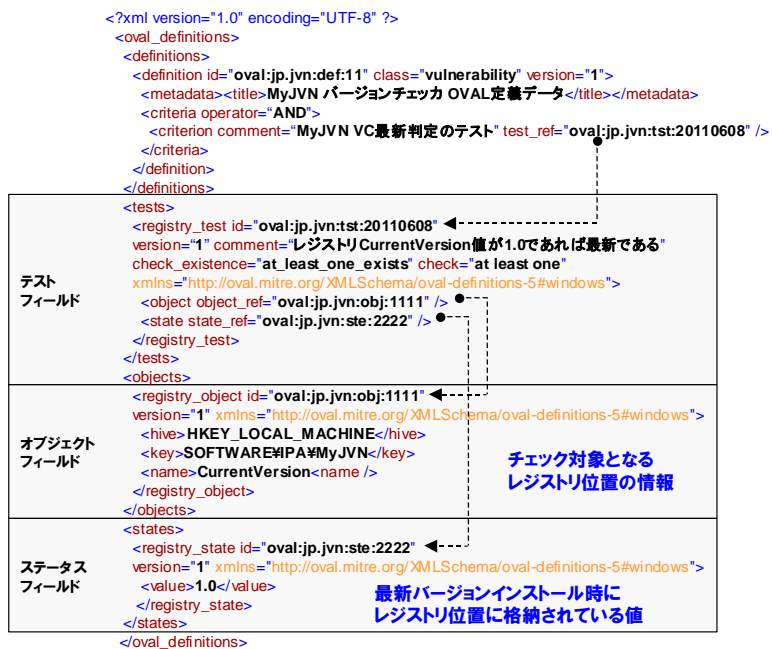 <?xml version="1.0" encoding="UTF-8" ?>
<oval_definitions>
<definitions>
<definition id="oval:jp.jvn:def:11" class="vulnerability" version="1">
<metadata><title>MyJVN バージョンチェッカ OVAL定義データ</title></metadata>
<criteria operator=“AND”>
<criterion comment=“MyJVN VC最新判定のテスト" test_ref="oval:jp.jvn:tst:20110608" />
</criteria>
</definition>
</definitions>
テスト
フィールド
<tests>
<registry_test id="oval:jp.jvn:tst:20110608"
version=“1” comment=“レジストリCurrentVersion値が1.0であれば最新である”
check_existence="at_least_one_exists" check="at least one"
xmlns="http://oval.mitre.org/XMLSchema/oval-definitions-5#windows">
<object object_ref="oval:jp.jvn:obj:1111" />
<state state_ref="oval:jp.jvn:ste:2222" />
</registry_test>
</tests>
<objects>
オブジェクト
フィールド
<registry_object id="oval:jp.jvn:obj:1111"
version="1" xmlns="http://oval.mitre.org/XMLSchema/oval-definitions-5#windows">
<hive>HKEY_LOCAL_MACHINE</hive>
<key>SOFTWARE¥IPA¥MyJVN</key>
<name>CurrentVersion<name />
</registry_object>
</objects>
チェック対象となる
レジストリ位置の情報
ステータス
フィールド
<states>
<registry_state id="oval:jp.jvn:ste:2222"
version="1" xmlns="http://oval.mitre.org/XMLSchema/oval-definitions-5#windows">
<value>1.0</value>
</registry_state>
</states>
最新バージョンインストール時に
レジストリ位置に格納されている値
</oval_definitions>